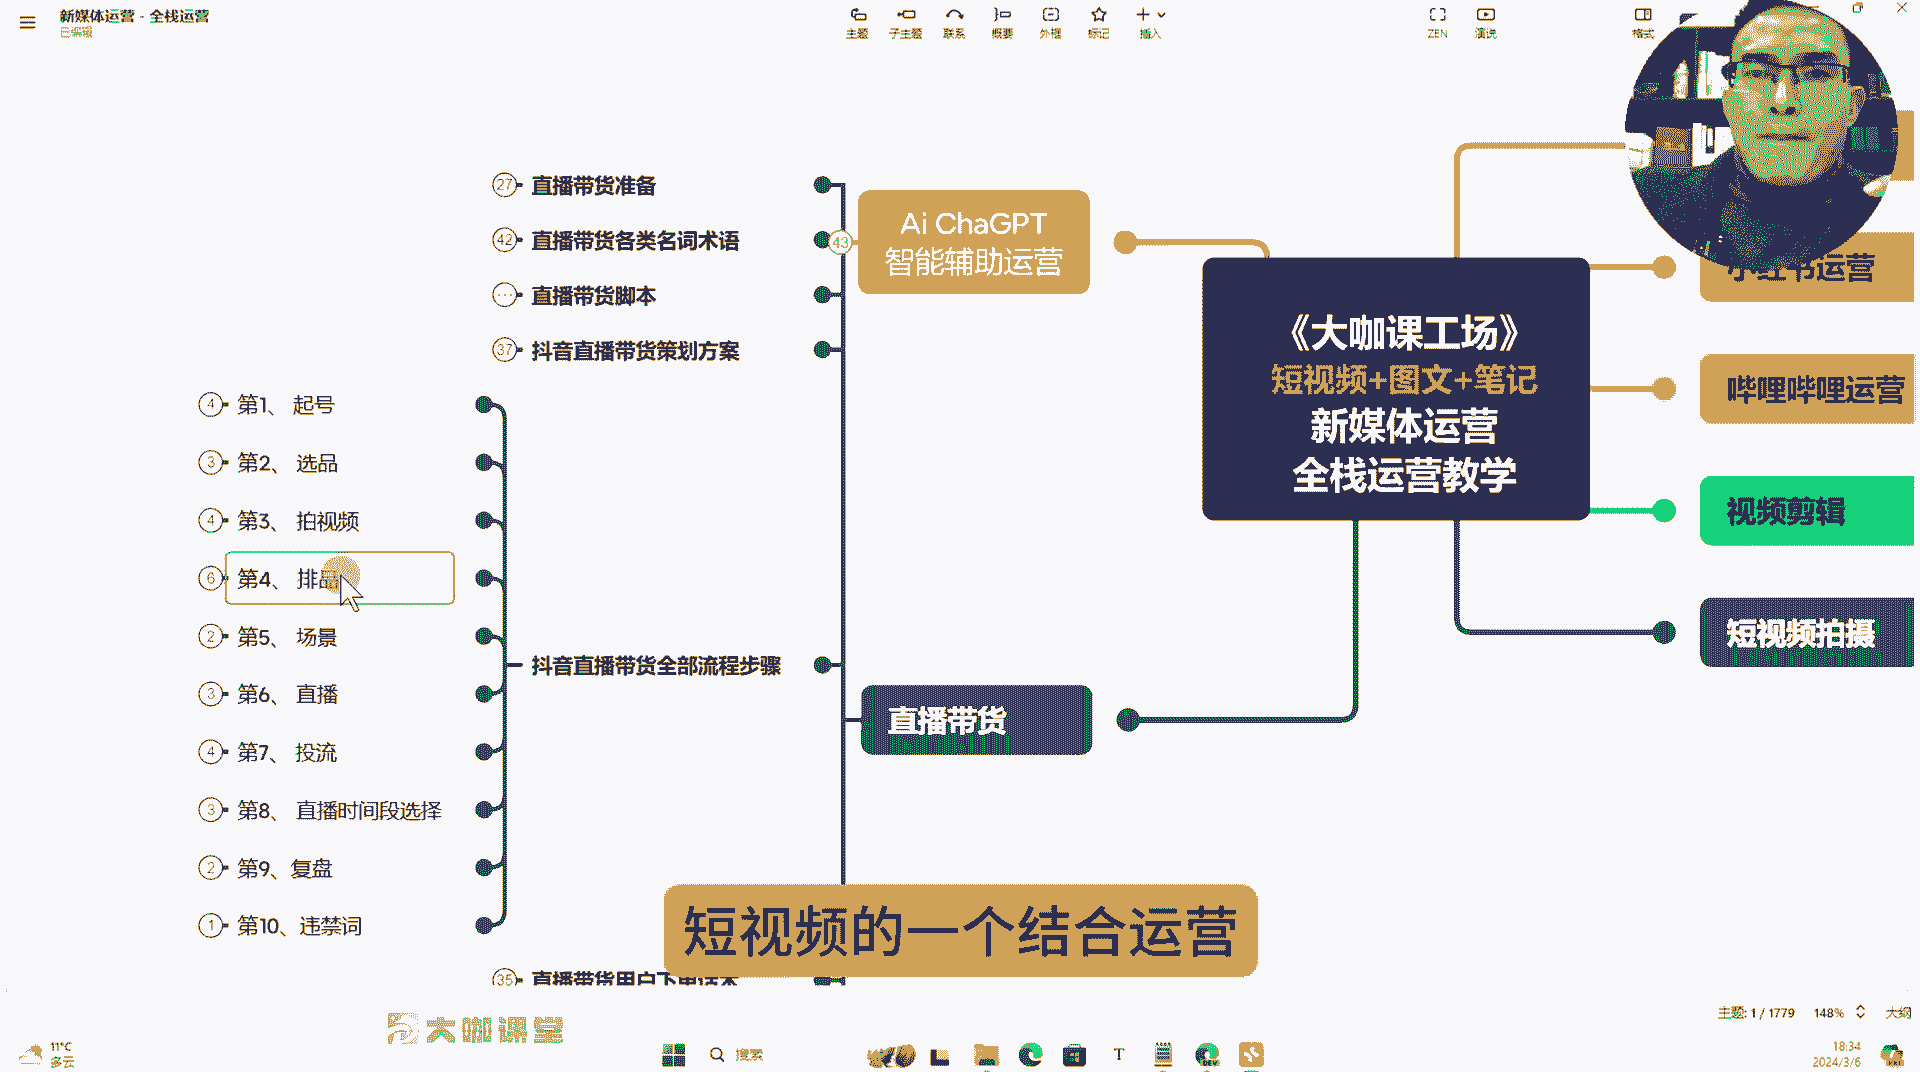 新媒体运营 - 全栈运营
已编辑
主题
子主题
联系
概要
外框
标记
插入
ZEN
演说
格式
27 直播带货准备
42 直播带货各类名词术语
... 直播带货脚本
37 抖音直播带货策划方案
4 第1、 起号
3 第2、 选品
4 第3、 拍视频
6 第4、 排品
2 第5、 场景
3 第6、 直播
4 第7、 投流
3 第8、 直播时间段选择
2 第9、复盘
1 第10、违禁词
抖音直播带货全部流程步骤
35 直播带货用户下单话术
43
Ai ChaGPT
智能辅助运营
直播带货
《大咖课工场》
短视频+图文+笔记
新媒体运营
全栈运营教学
小红书运营
哔哩哔哩运营
视频剪辑
短视频拍摄
短视频的一个结合运营
大咖课堂
主题: 1 / 1779
148%
大纲
11°C
多云
搜索
T
DEV
18:34
2024/3/6